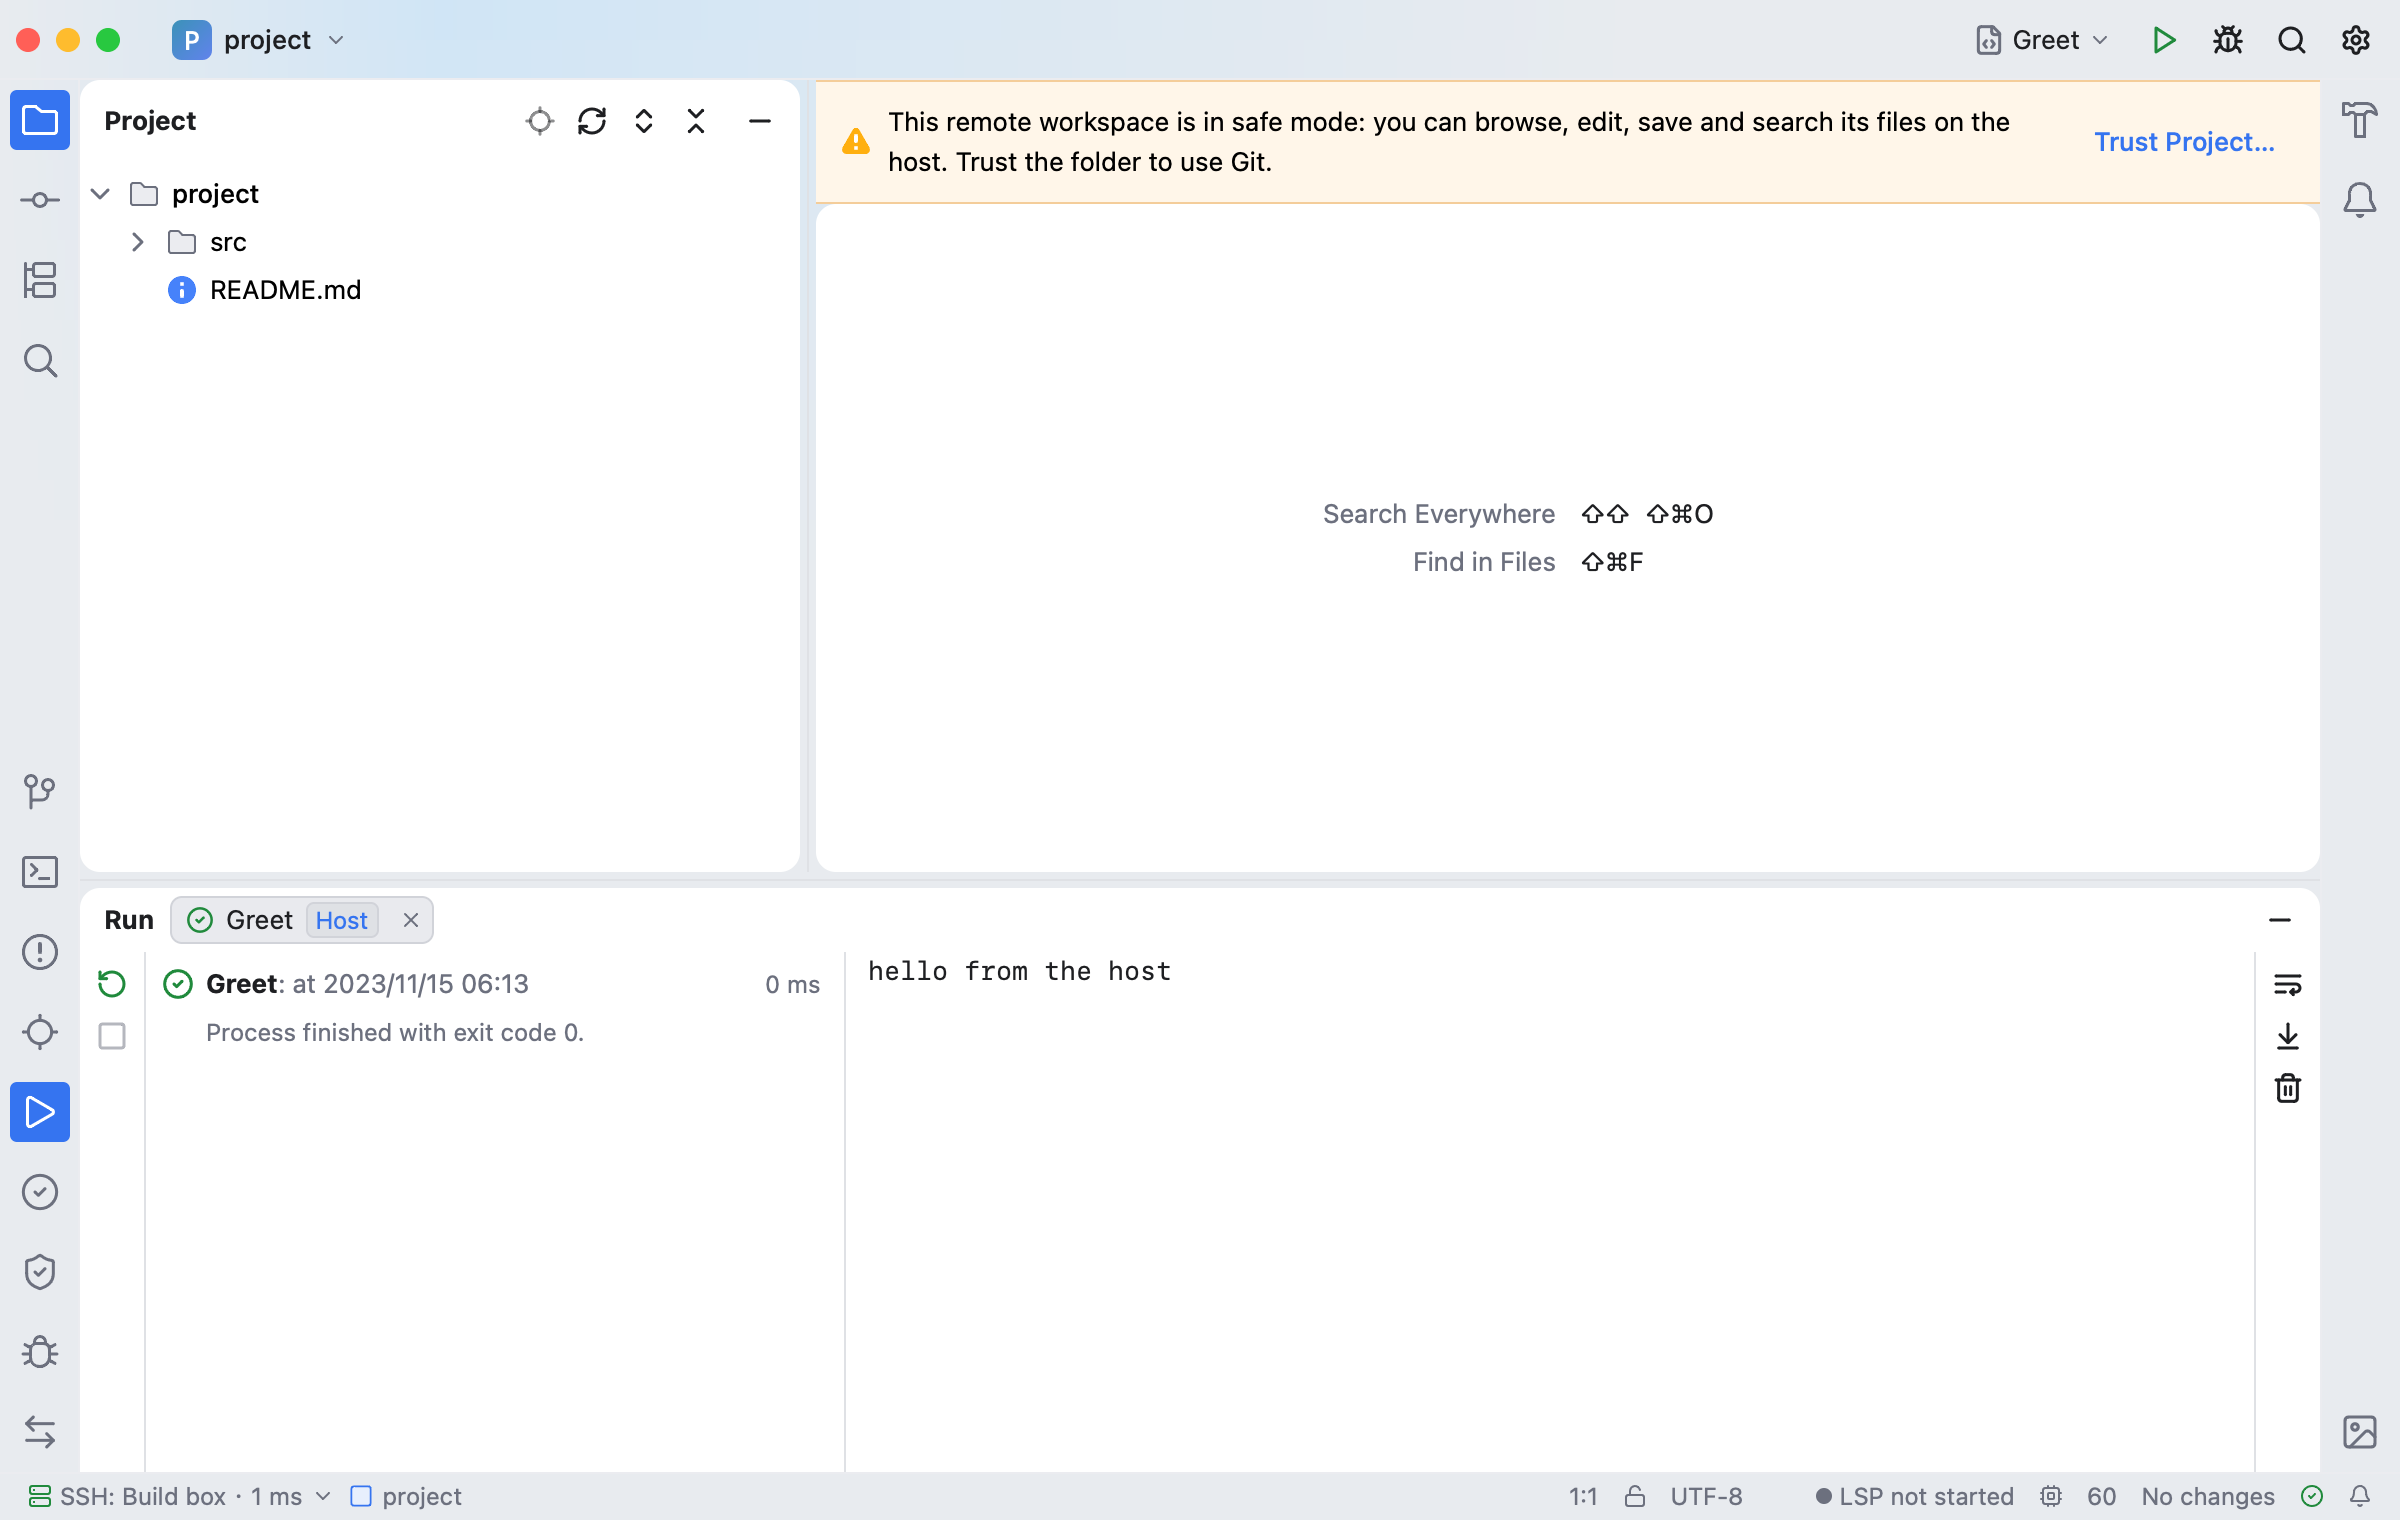 P project
Greet
Project
This remote workspace is in safe mode: you can browse, edit, save and search its files on the
host. Trust the folder to use Git.
Trust Project...
project
src
README.md
Search Everywhere ⇧⇧ ⇧⌘O
Find in Files ⇧⌘F
Run Greet Host
Greet: at 2023/11/15 06:13 0 ms
Process finished with exit code 0.
hello from the host
SSH: Build box · 1 ms project 1:1 UTF-8 LSP not started 60 No changes